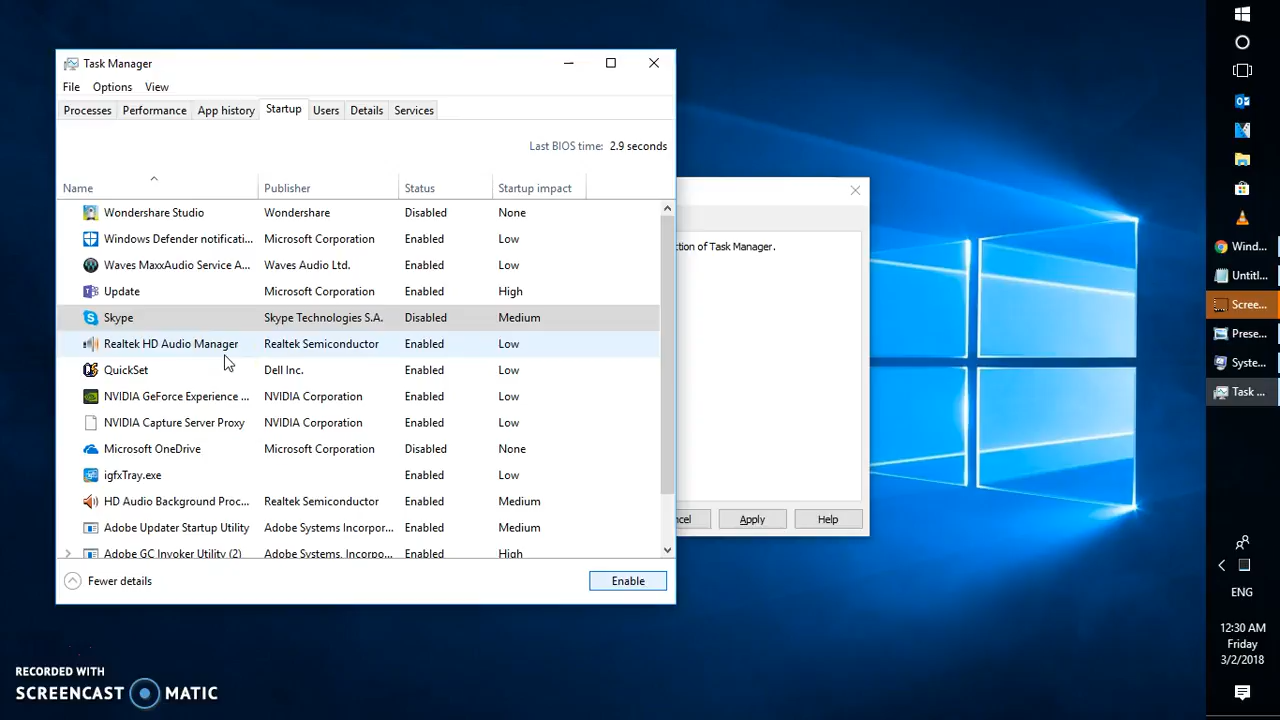 Task Manager
File Options View
Processes Performance App history Startup Users Details Services
Last BIOS time: 2.9 seconds
Name Publisher Status Startup impact
Wondershare Studio Wondershare Disabled None
Windows Defender notificati... Microsoft Corporation Enabled Low
Waves MaxxAudio Service A... Waves Audio Ltd. Enabled Low
Update Microsoft Corporation Enabled High
Skype Skype Technologies S.A. Disabled Medium
Realtek HD Audio Manager Realtek Semiconductor Enabled Low
QuickSet Dell Inc. Enabled Low
NVIDIA GeForce Experience ... NVIDIA Corporation Enabled Low
NVIDIA Capture Server Proxy NVIDIA Corporation Enabled Low
Microsoft OneDrive Microsoft Corporation Disabled None
igfxTray.exe Enabled Low
HD Audio Background Proc... Realtek Semiconductor Enabled Medium
Adobe Updater Startup Utility Adobe Systems Incorpor... Enabled Medium
Adobe GC Invoker Utility (2) Adobe Systems, Incorpo... Enabled High
Fewer details Enable
ction of Task Manager.
cel Apply Help
Wind...
Untitl...
Scree...
Prese...
Syste...
Task ...
ENG
12:30 AM
Friday
3/2/2018
RECORDED WITH
SCREENCAST MATIC